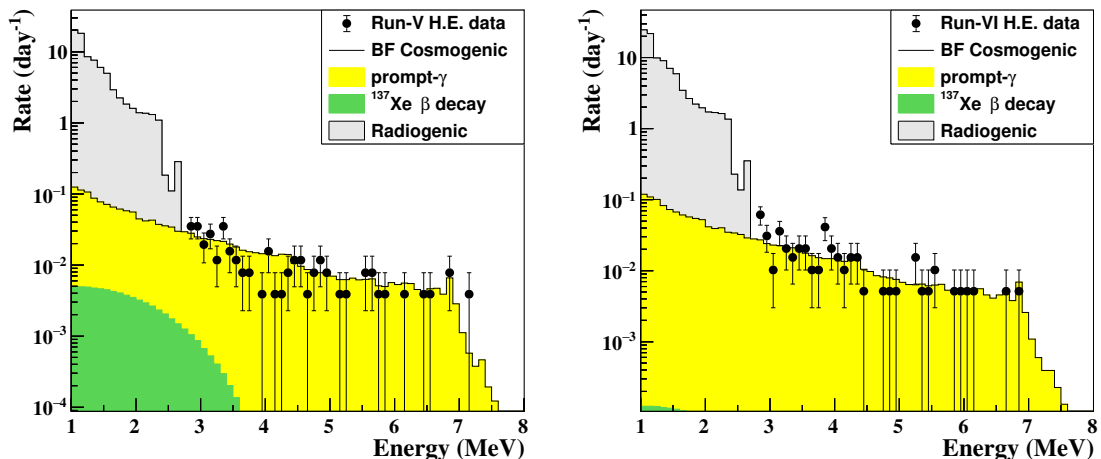 Rate (day⁻¹)
10
1
10⁻¹
10⁻²
10⁻³
10⁻⁴
1 2 3 4 5 6 7 8
Energy (MeV)
Run-V H.E. data
BF Cosmogenic
prompt-γ
¹³⁷Xe β decay
Radiogenic
Rate (day⁻¹)
10
1
10⁻¹
10⁻²
10⁻³
1 2 3 4 5 6 7 8
Energy (MeV)
Run-VI H.E. data
BF Cosmogenic
prompt-γ
¹³⁷Xe β decay
Radiogenic